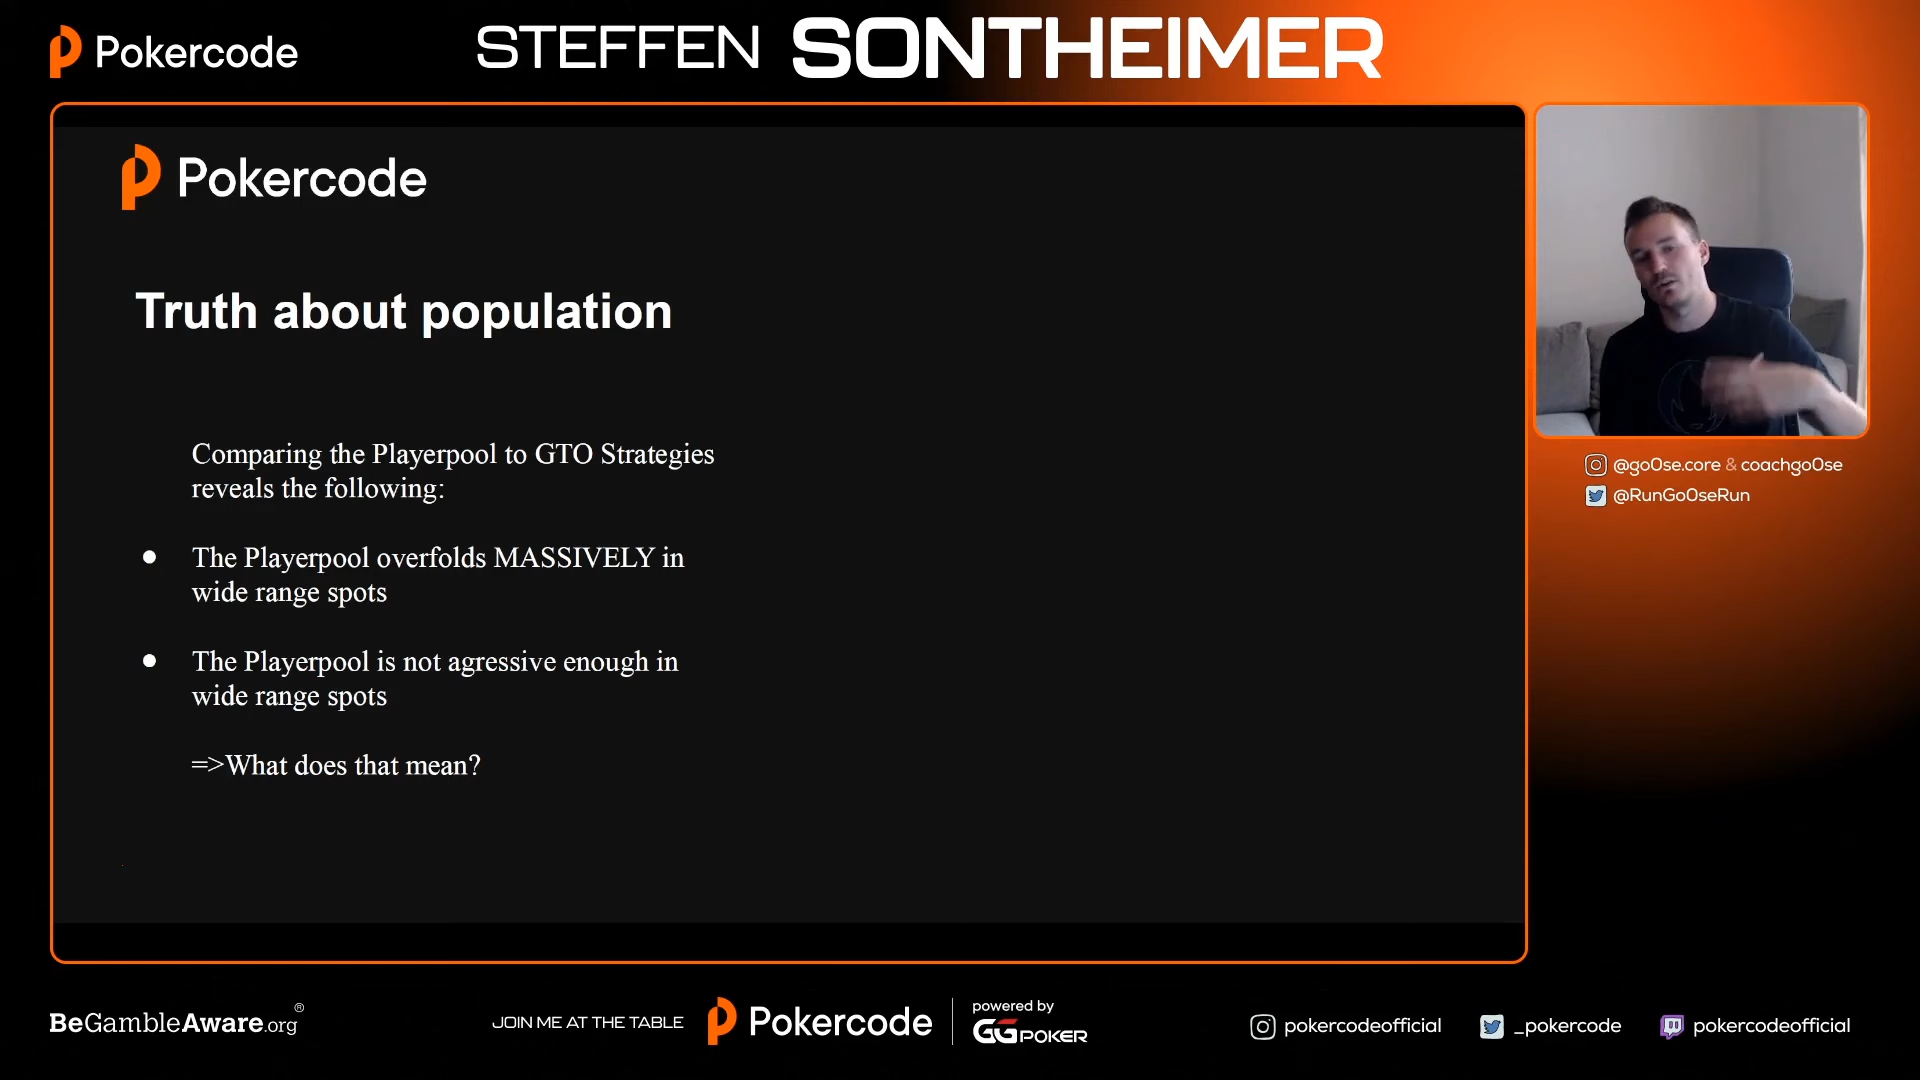 Pokercode
STEFFEN SONTHEIMER
Pokercode
Truth about population
Comparing the Playerpool to GTO Strategies
reveals the following:
● The Playerpool overfolds MASSIVELY in
wide range spots
● The Playerpool is not agressive enough in
wide range spots
=>What does that mean?
@go0se.core & coachgo0se
@RunGo0seRun
BeGambleAware.org®
JOIN ME AT THE TABLE
Pokercode
powered by
GGPOKER
pokercodeofficial
_pokercode
pokercodeofficial